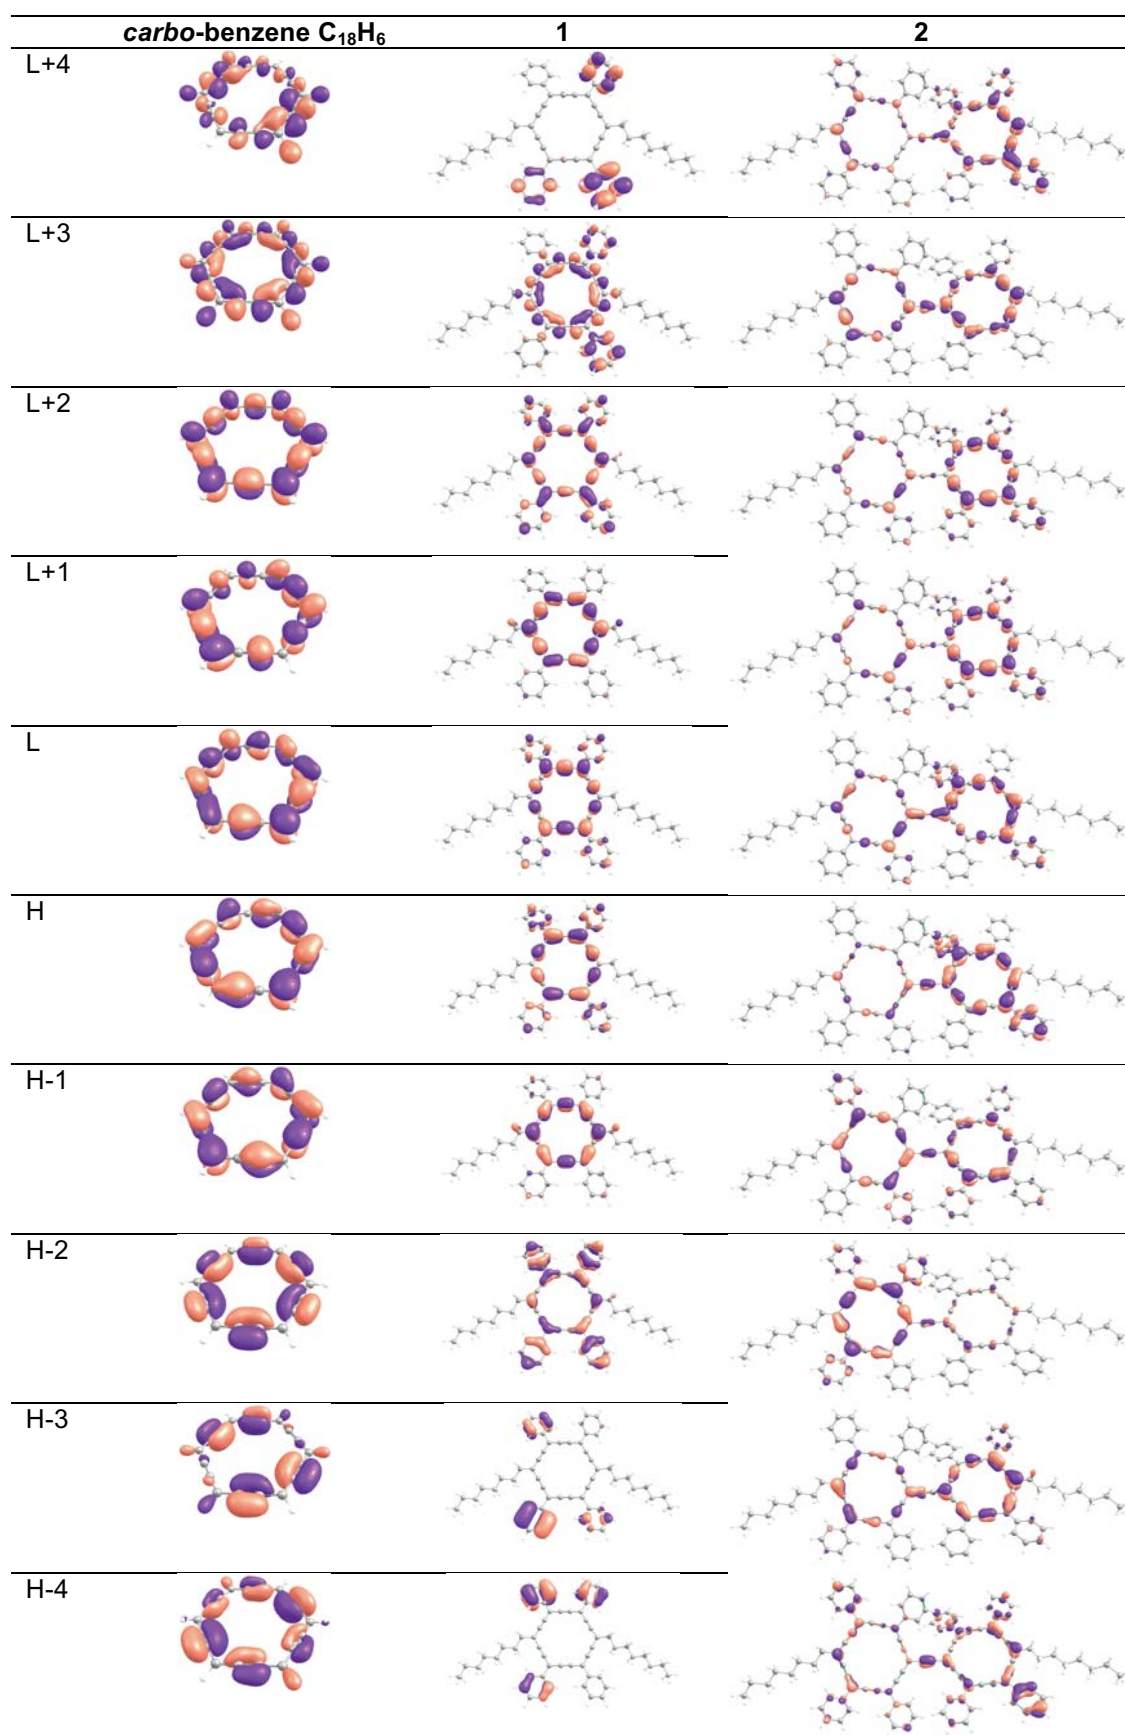 carbo-benzene C₁₈H₆ 1 2
L+4
L+3
L+2
L+1
L
H
H-1
H-2
H-3
H-4